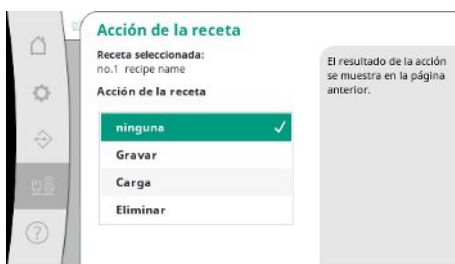 Acción de la receta
Receta seleccionada:
no.1 recipe name
Acción de la receta
ninguna
Gravar
Carga
Eliminar
El resultado de la acción
se muestra en la página
anterior.